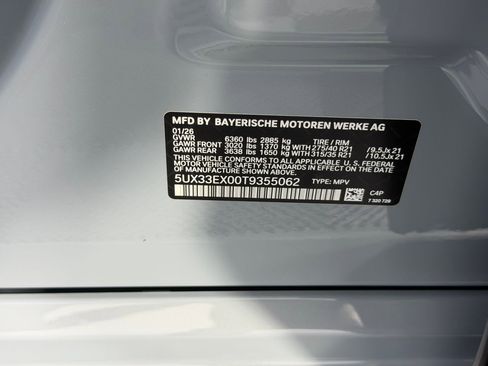 MFD BY BAYERISCHE MOTOREN WERKE AG
01/26
GVWR 6360 lbs 2885 kg TIRE / RIM
GAWR FRONT 3020 lbs 1370 kg WITH 275/40 R21 / 9.5Jx 21
GAWR REAR 3638 lbs 1650 kg WITH 315/35 R21 / 10.5Jx 21
THIS VEHICLE CONFORMS TO ALL APPLICABLE FEDERAL U.S.
MOTOR VEHICLE SAFETY STANDARDS IN EFFECT ON THE DATE
OF MANUFACTURE SHOWN ABOVE.
5UX33EX00T9355062 TYPE: MPV
C4P
7 320 729